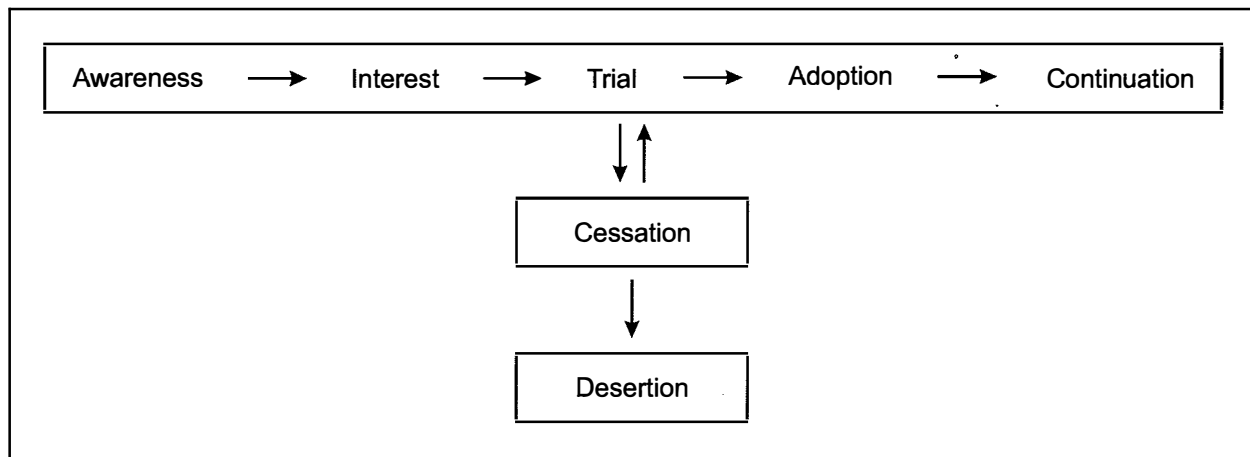 Awareness Interest Trial Adoption Continuation
Cessation
Desertion